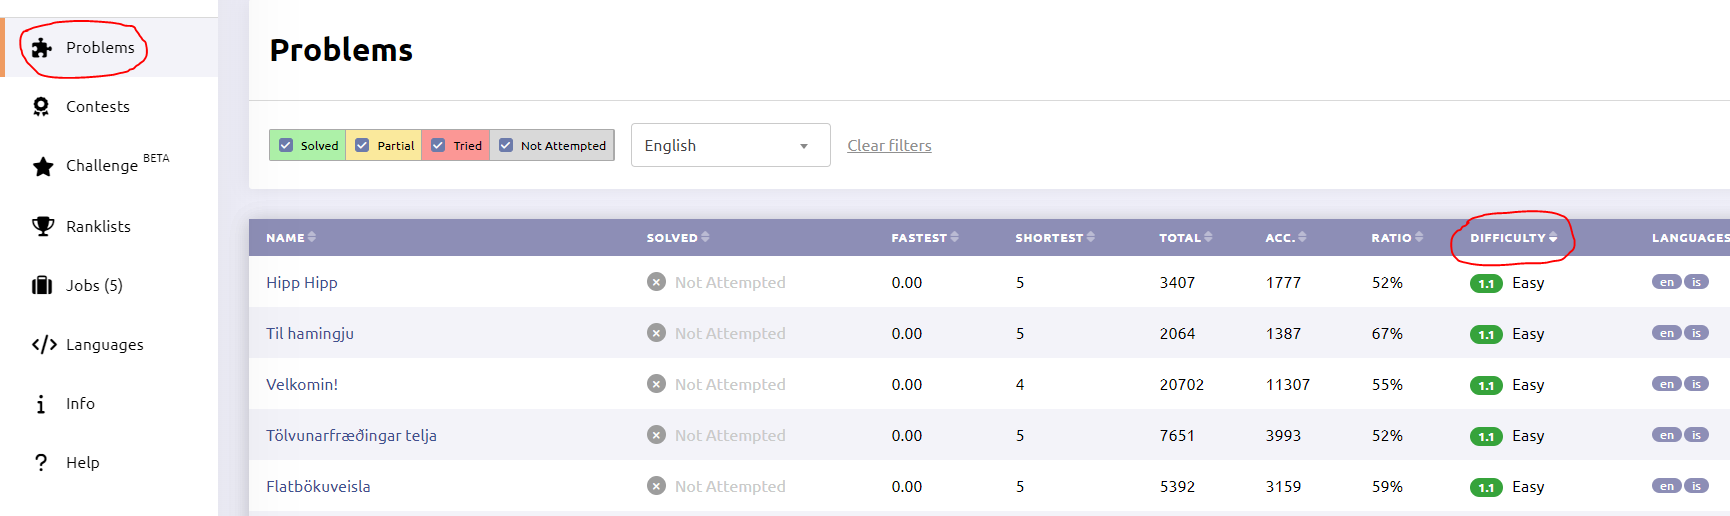 Problems
Contests
Challenge BETA
Ranklists
Jobs (5)
Languages
Info
Help
Problems
Solved Partial Tried Not Attempted English Clear filters
NAME SOLVED FASTEST SHORTEST TOTAL ACC. RATIO DIFFICULTY LANGUAGES
Hipp Hipp Not Attempted 0.00 5 3407 1777 52% 1.1 Easy en is
Til hamingju Not Attempted 0.00 5 2064 1387 67% 1.1 Easy en is
Velkomin! Not Attempted 0.00 4 20702 11307 55% 1.1 Easy en is
Tölvunarfræðingar telja Not Attempted 0.00 5 7651 3993 52% 1.1 Easy en is
Flatbökuveisla Not Attempted 0.00 5 5392 3159 59% 1.1 Easy en is